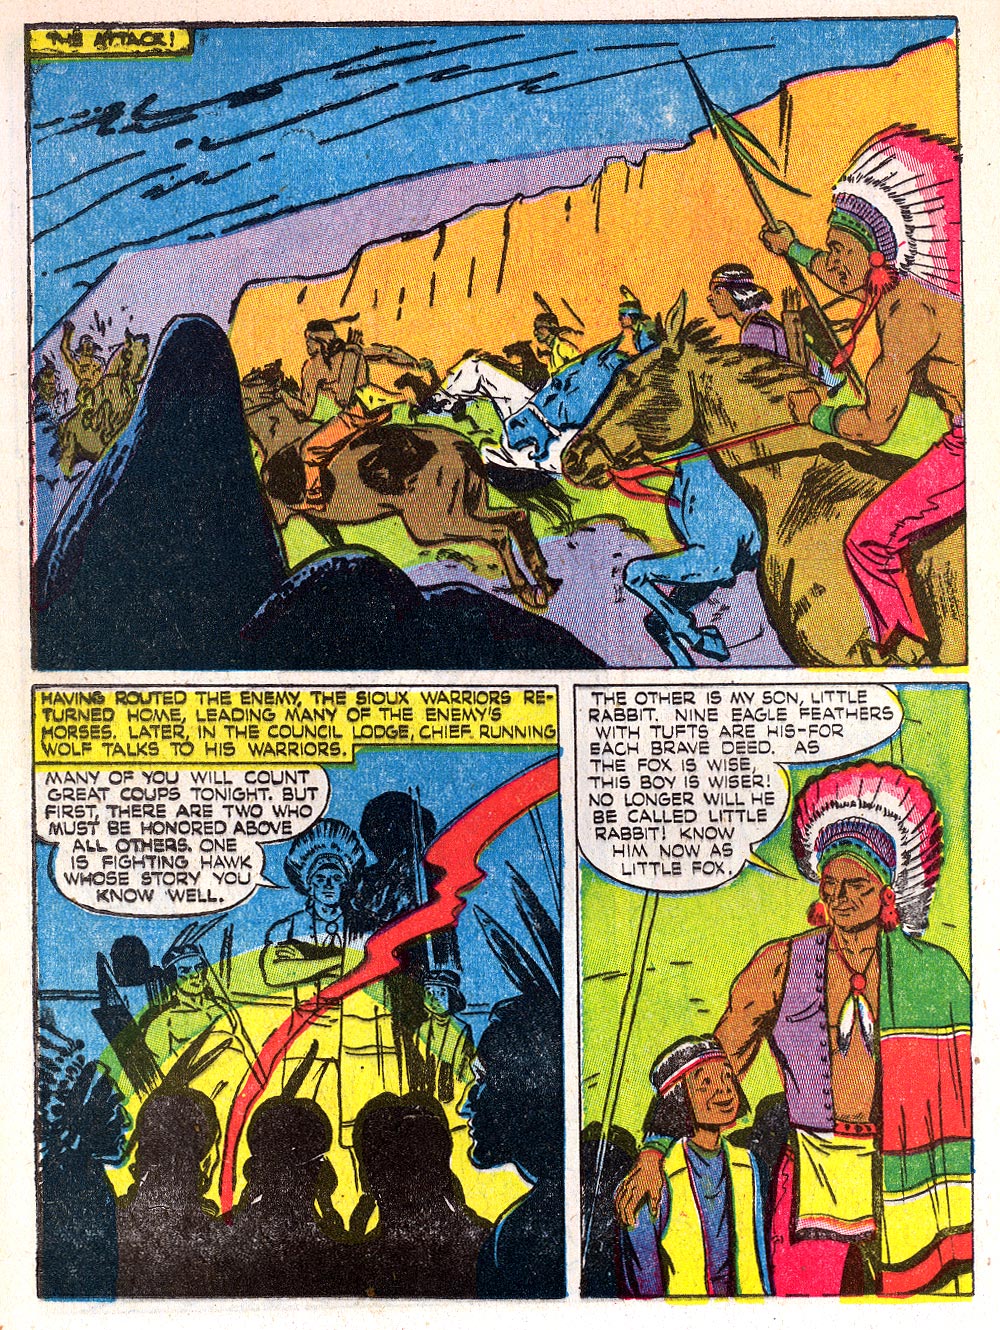 THE ATTACK!
HAVING ROUTED THE ENEMY, THE SIOUX WARRIORS RE-
TURNED HOME, LEADING MANY OF THE ENEMY'S
HORSES. LATER, IN THE COUNCIL LODGE, CHIEF RUNNING
WOLF TALKS TO HIS WARRIORS.
MANY OF YOU WILL COUNT
GREAT COUPS TONIGHT. BUT
FIRST, THERE ARE TWO WHO
MUST BE HONORED ABOVE
ALL OTHERS. ONE
IS FIGHTING HAWK
WHOSE STORY YOU
KNOW WELL.
THE OTHER IS MY SON, LITTLE
RABBIT. NINE EAGLE FEATHERS
WITH TUFTS ARE HIS-FOR
EACH BRAVE DEED. AS
THE FOX IS WISE,
THIS BOY IS WISER!
NO LONGER WILL HE
BE CALLED LITTLE
RABBIT! KNOW
HIM NOW AS
LITTLE FOX.